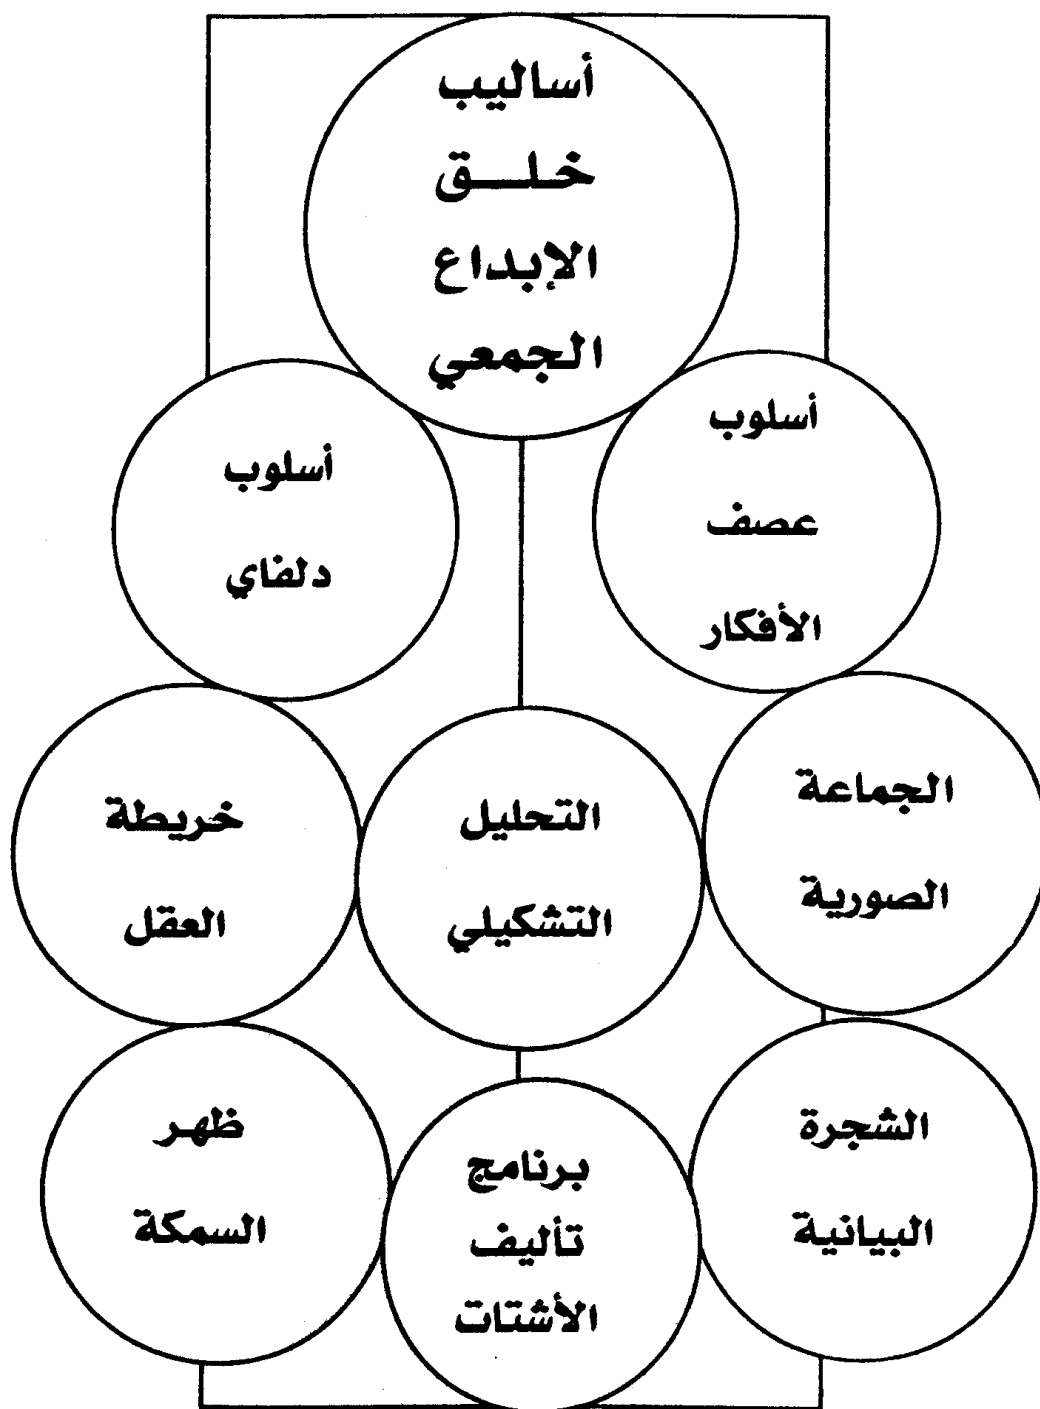 أساليب
خلــق
الإبداع
الجمعي
أسلوب
عصف
الأفكار
أسلوب
دلفاي
الجماعة
الصورية
التحليل
التشكيلي
خريطة
العقل
الشجرة
البيانية
برنامج
تأليف
الأشتات
ظهر
السمكة